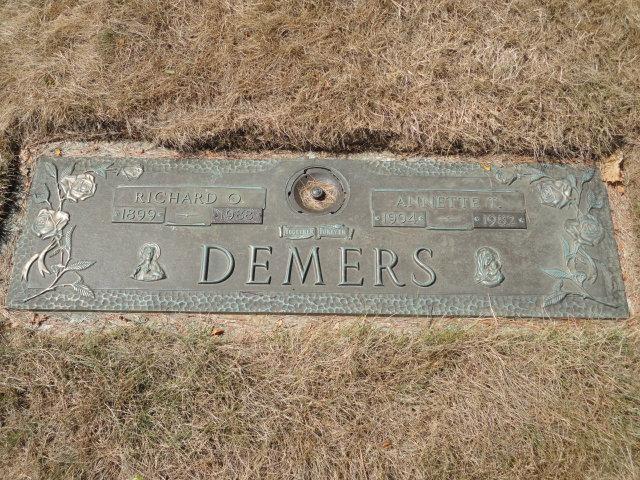 RICHARD O.
1899 1988
ANNETTE T.
1904 1982
TOGETHER FOREVER
DEMERS